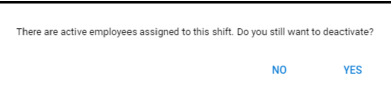 There are active employees assigned to this shift. Do you still want to deactivate?
NO YES